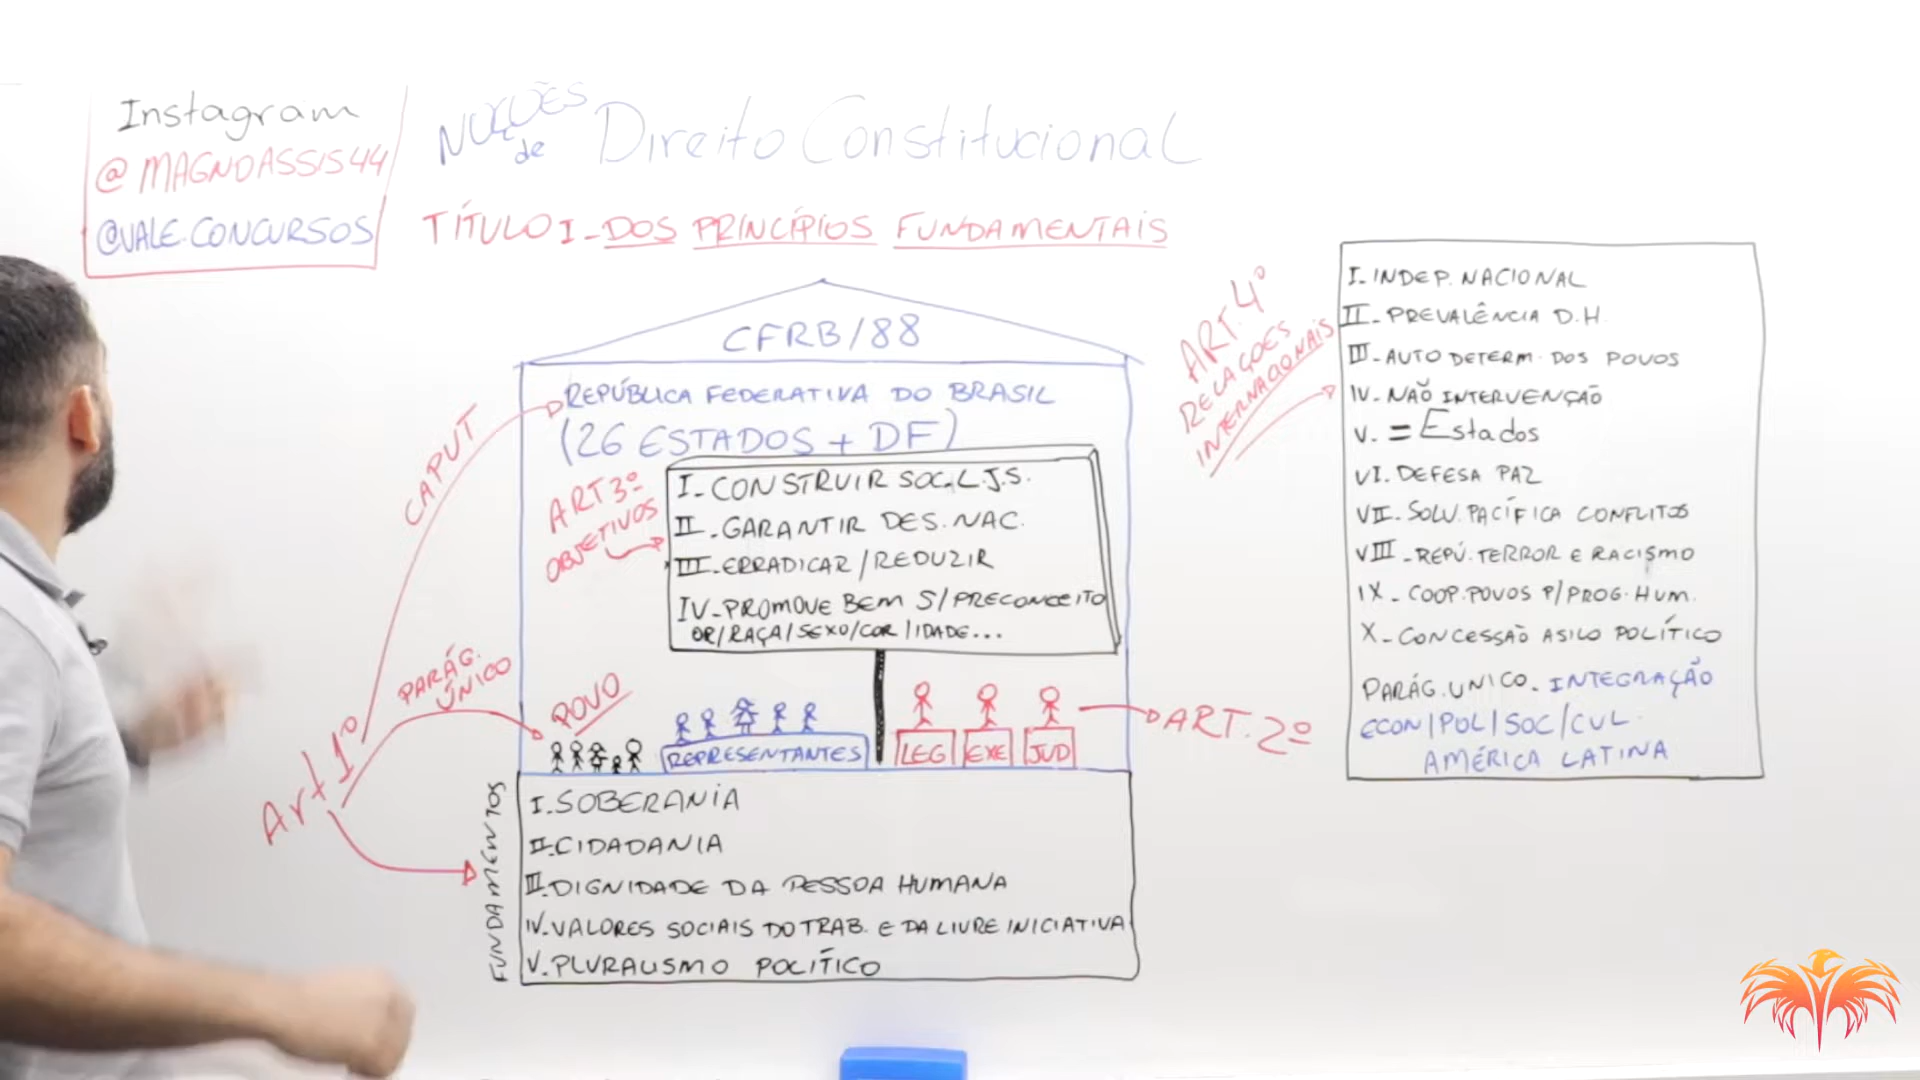 Instagram
@MAGNOASSIS44
@VALE.CONCURSOS
NOÇÕES
de
Direito Constitucional
TÍTULO I - DOS PRINCÍPIOS FUNDAMENTAIS
CFRB/88
REPÚBLICA FEDERATIVA DO BRASIL
(26 ESTADOS + DF)
CAPUT
ART 3º
OBJETIVOS
I - CONSTRUIR SOC. L.J.S.
II - GARANTIR DES. NAC.
III - ERRADICAR / REDUZIR
IV - PROMOVE BEM S/PRECONCEITO
OR/RAÇA/SEXO/COR/IDADE...
PARÁG.
ÚNICO
POVO
REPRESENTANTES
LEG
EXE
JUD
ART. 2º
Art 1º
FUNDAMENTOS
I. SOBERANIA
II. CIDADANIA
III. DIGNIDADE DA PESSOA HUMANA
IV. VALORES SOCIAIS DO TRAB. E DA LIVRE INICIATIVA
V. PLURALISMO POLÍTICO
ART. 4º
RELAÇOES
INTERNACIONAIS
I - INDEP. NACIONAL
II - PREVALÊNCIA D.H.
III - AUTO DETERM. DOS POVOS
IV - NÃO INTERVENÇÃO
V. = Estados
VI. DEFESA PAZ
VII. SOLU. PACÍFICA CONFLITOS
VIII - REPÚ. TERROR E RACISMO
IX - COOP. POVOS P/PROG. HUM.
X - CONCESSÃO ASILO POLÍTICO
PARÁG. UNICO. INTEGRAÇÃO
ECON/POL/SOC/CUL.
AMÉRICA LATINA